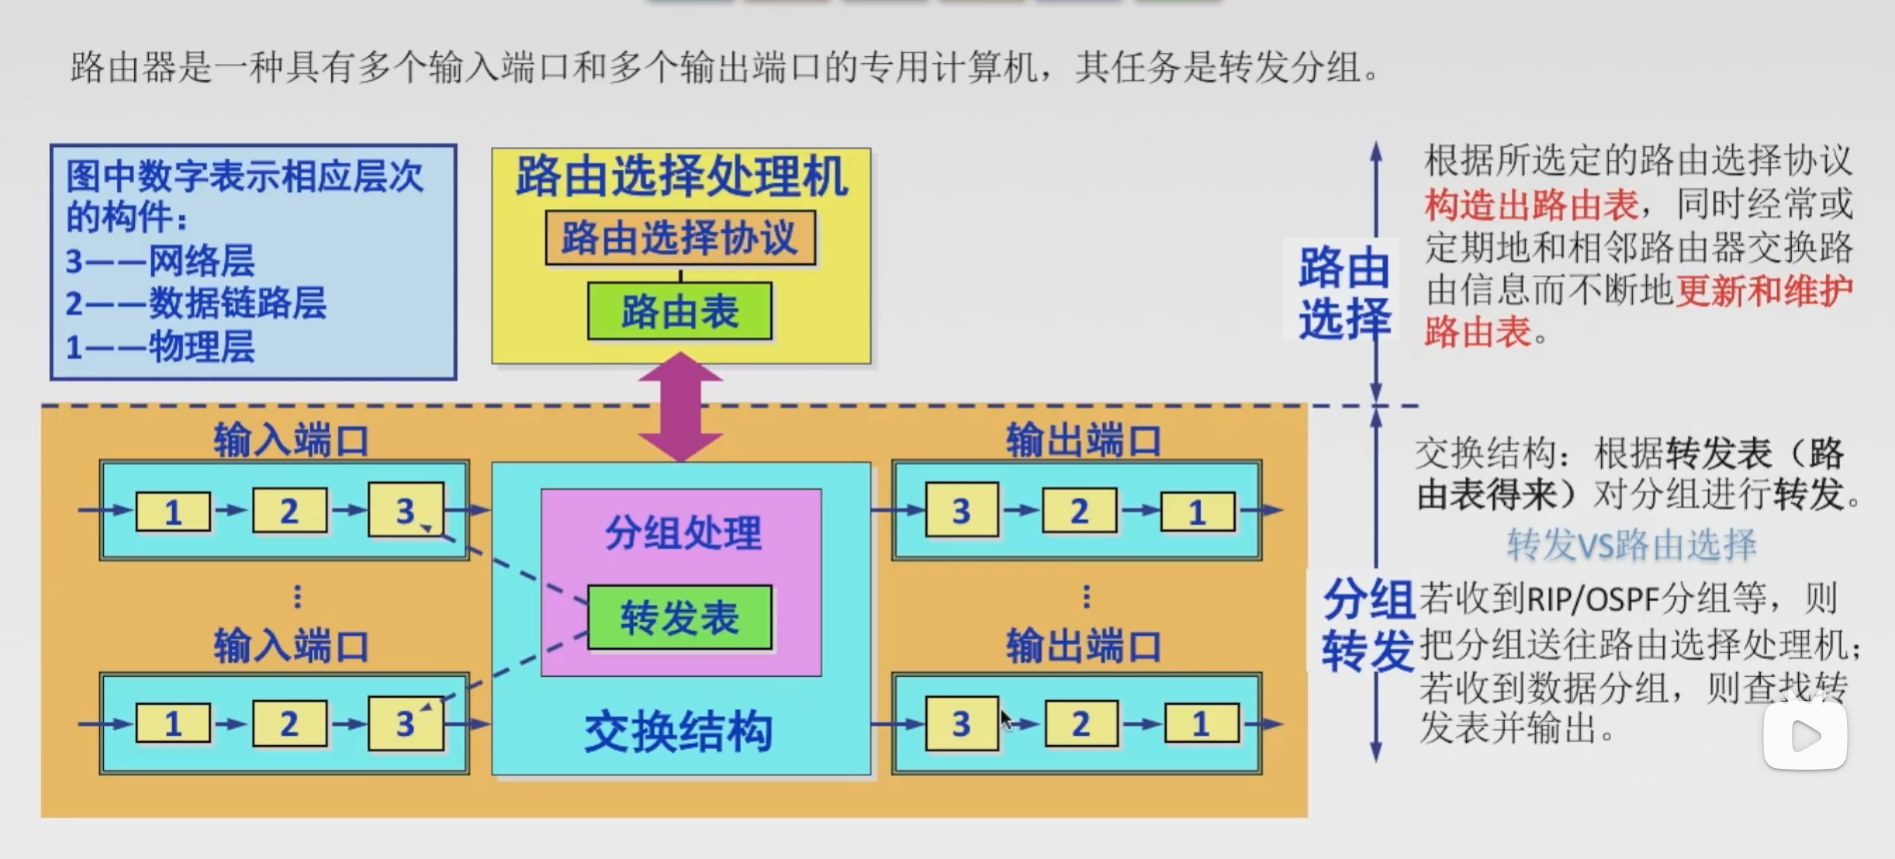 路由器是一种具有多个输入端口和多个输出端口的专用计算机，其任务是转发分组。
图中数字表示相应层次
的构件：
3——网络层
2——数据链路层
1——物理层
路由选择处理机
路由选择协议
路由表
路由
选择
根据所选定的路由选择协议
构造出路由表，同时经常或
定期地和相邻路由器交换路
由信息而不断地更新和维护
路由表。
输入端口
1
2
3
⋮
输入端口
1
2
3
分组处理
转发表
交换结构
输出端口
3
2
1
⋮
输出端口
3
2
1
分组
转发
交换结构：根据转发表（路
由表得来）对分组进行转发。
转发VS路由选择
若收到RIP/OSPF分组等，则
把分组送往路由选择处理机；
若收到数据分组，则查找转
发表并输出。